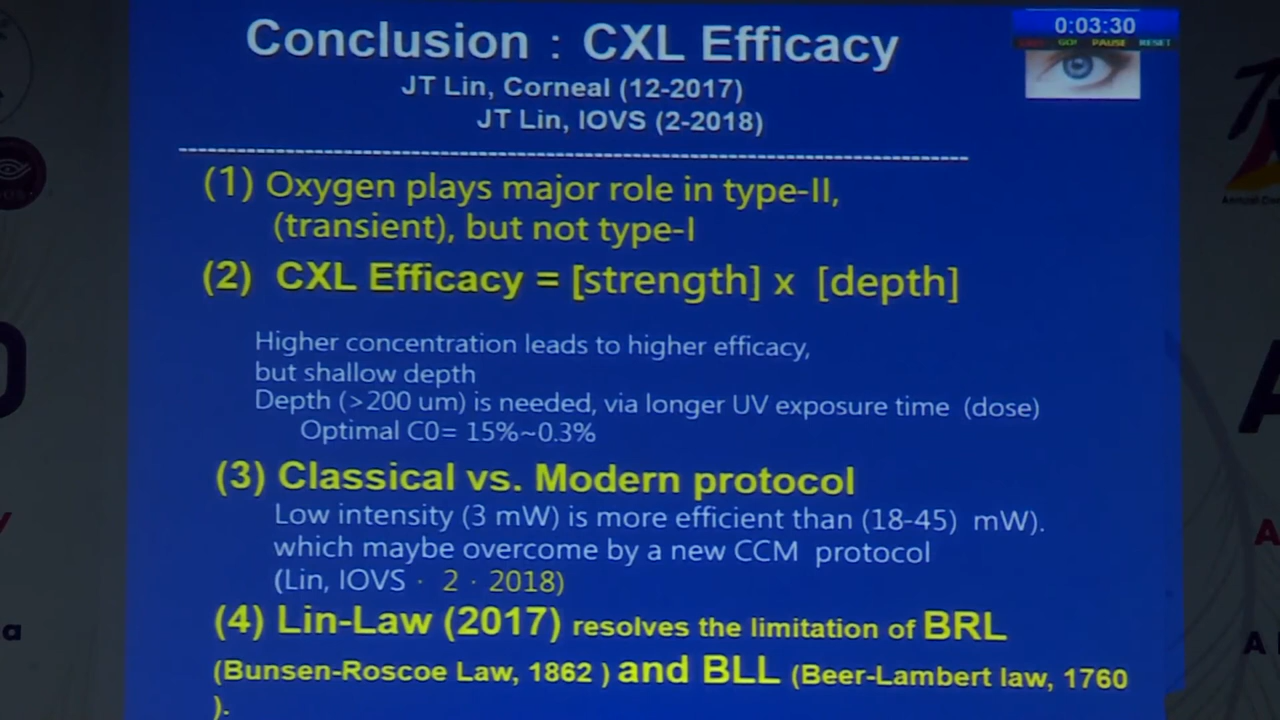 Conclusion : CXL Efficacy
0:03:30
GO! PAUSE RESET
JT Lin, Corneal (12-2017)
JT Lin, IOVS (2-2018)
(1) Oxygen plays major role in type-II,
(transient), but not type-I
(2) CXL Efficacy = [strength] x [depth]
Higher concentration leads to higher efficacy,
but shallow depth
Depth (>200 um) is needed, via longer UV exposure time (dose)
Optimal C0= 15%~0.3%
(3) Classical vs. Modern protocol
Low intensity (3 mW) is more efficient than (18-45) mW).
which maybe overcome by a new CCM protocol
(Lin, IOVS · 2 · 2018)
(4) Lin-Law (2017) resolves the limitation of BRL
(Bunsen-Roscoe Law, 1862 ) and BLL (Beer-Lambert law, 1760
).